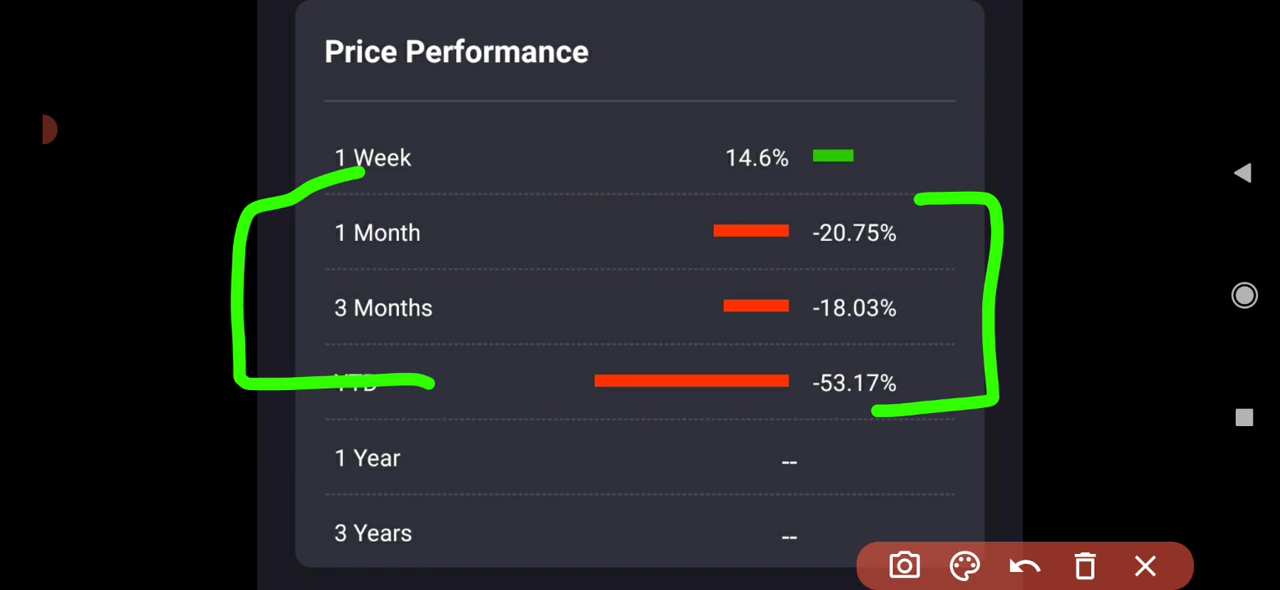 Price Performance
1 Week 14.6%
1 Month -20.75%
3 Months -18.03%
YTD -53.17%
1 Year --
3 Years --